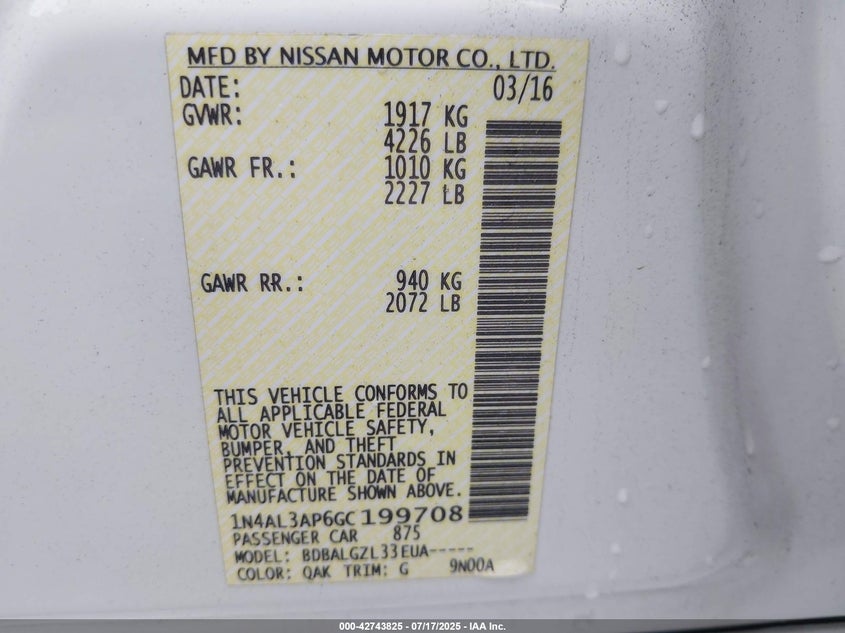 MFD BY NISSAN MOTOR CO., LTD.
DATE: 03/16
GVWR: 1917 KG
4226 LB
GAWR FR.: 1010 KG
2227 LB
GAWR RR.: 940 KG
2072 LB
THIS VEHICLE CONFORMS TO
ALL APPLICABLE FEDERAL
MOTOR VEHICLE SAFETY,
BUMPER, AND THEFT
PREVENTION STANDARDS IN
EFFECT ON THE DATE OF
MANUFACTURE SHOWN ABOVE.
1N4AL3AP6GC199708
PASSENGER CAR 875
MODEL: BDBALGZL33EUA-----
COLOR: QAK TRIM: G 9N00A
000-42743825 - 07/17/2025 - IAA Inc.